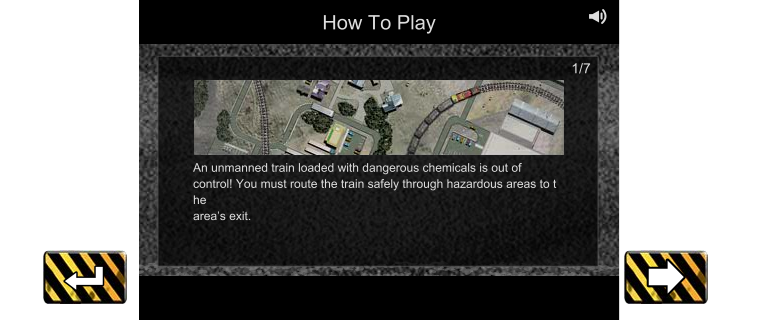 How To Play
1/7
An unmanned train loaded with dangerous chemicals is out of
control! You must route the train safely through hazardous areas to t
he
area's exit.